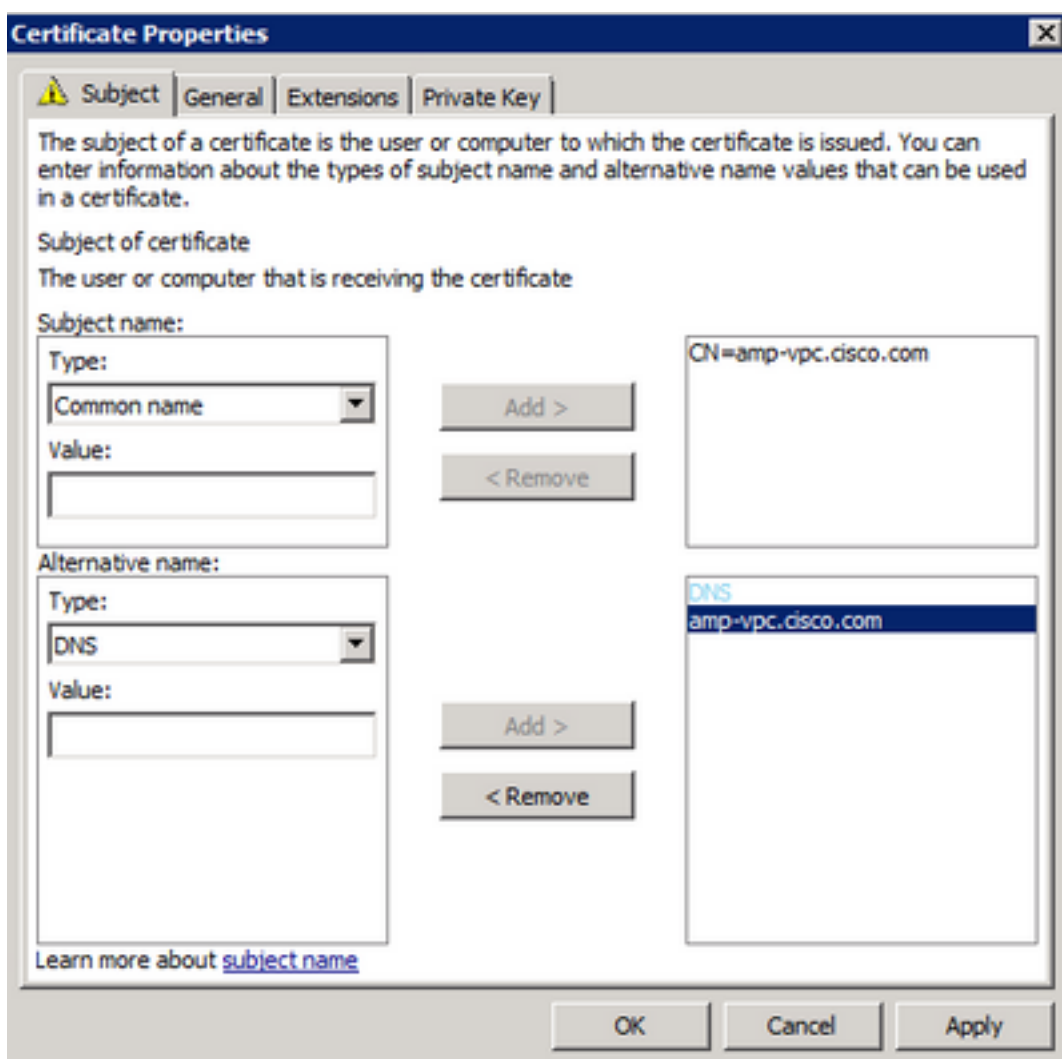 Certificate Properties
Subject General Extensions Private Key
The subject of a certificate is the user or computer to which the certificate is issued. You can
enter information about the types of subject name and alternative name values that can be used
in a certificate.
Subject of certificate
The user or computer that is receiving the certificate
Subject name:
Type:
Common name
Value:
Add >
< Remove
CN=amp-vpc.cisco.com
Alternative name:
Type:
DNS
Value:
Add >
< Remove
DNS
amp-vpc.cisco.com
Learn more about subject name
OK Cancel Apply